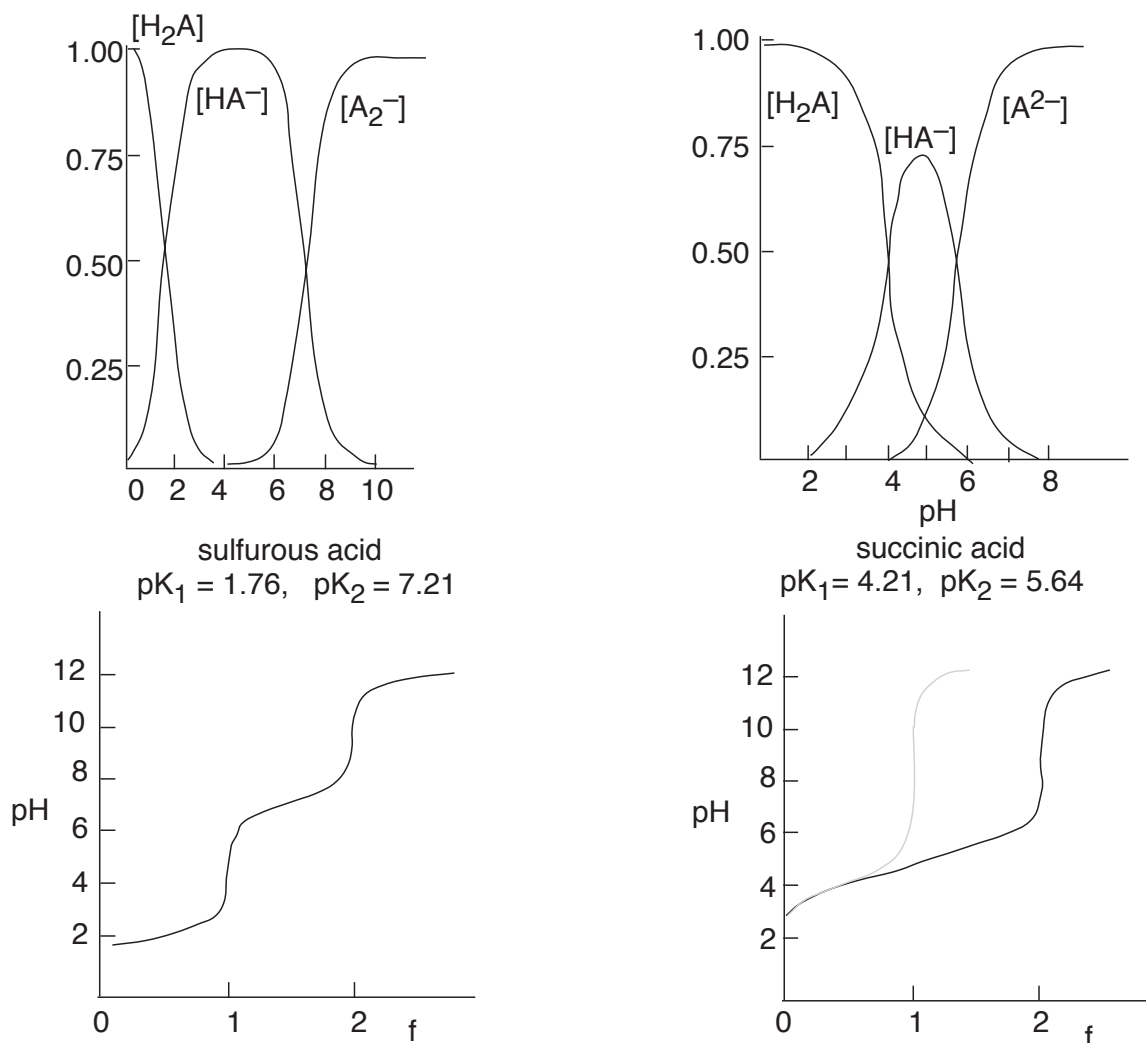 [H₂A]
1.00
[HA⁻]
[A₂⁻]
0.75
0.50
0.25
0 2 4 6 8 10
sulfurous acid
pK₁ = 1.76, pK₂ = 7.21
1.00
[H₂A]
[HA⁻]
[A²⁻]
0.75
0.50
0.25
2 4 6 8
pH
succinic acid
pK₁= 4.21, pK₂ = 5.64
12
10
8
pH
6
4
2
0 1 2
f
12
10
8
pH
6
4
2
0 1 2
f